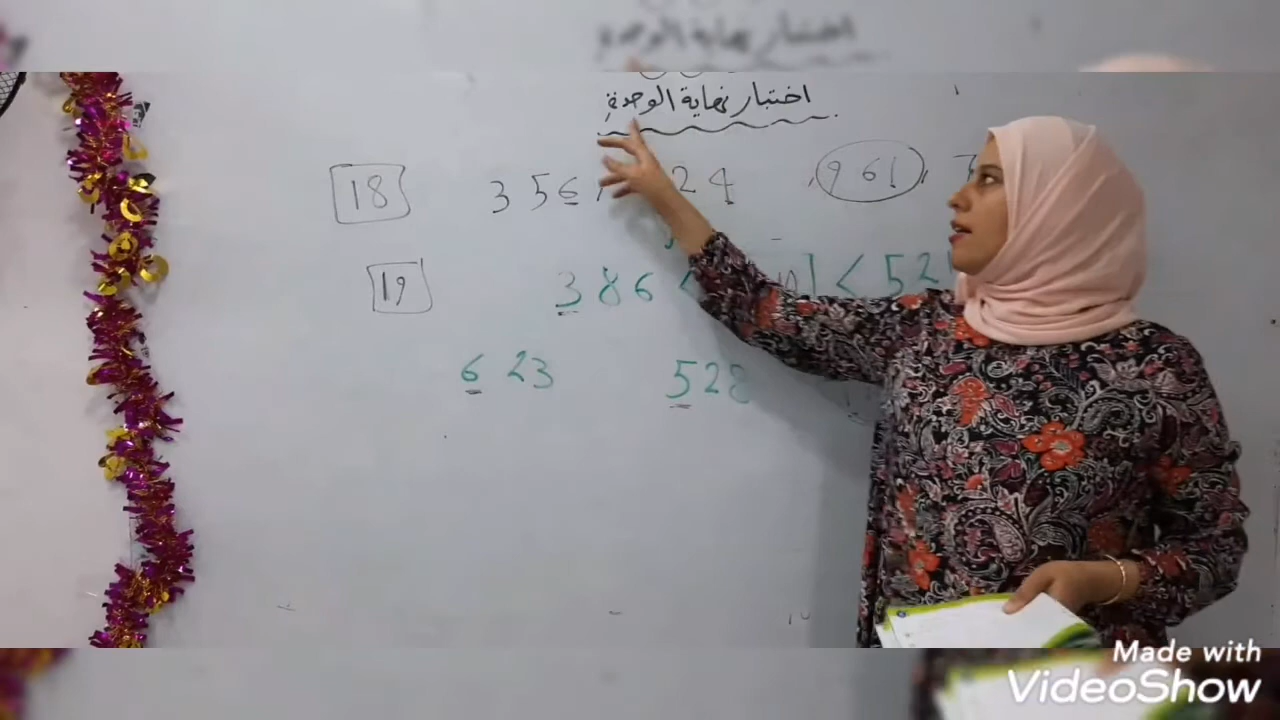 اختبار نهاية الوحدة
18 356 24 , 961 ,
19 386 < 52
623 528
Made with
VideoShow